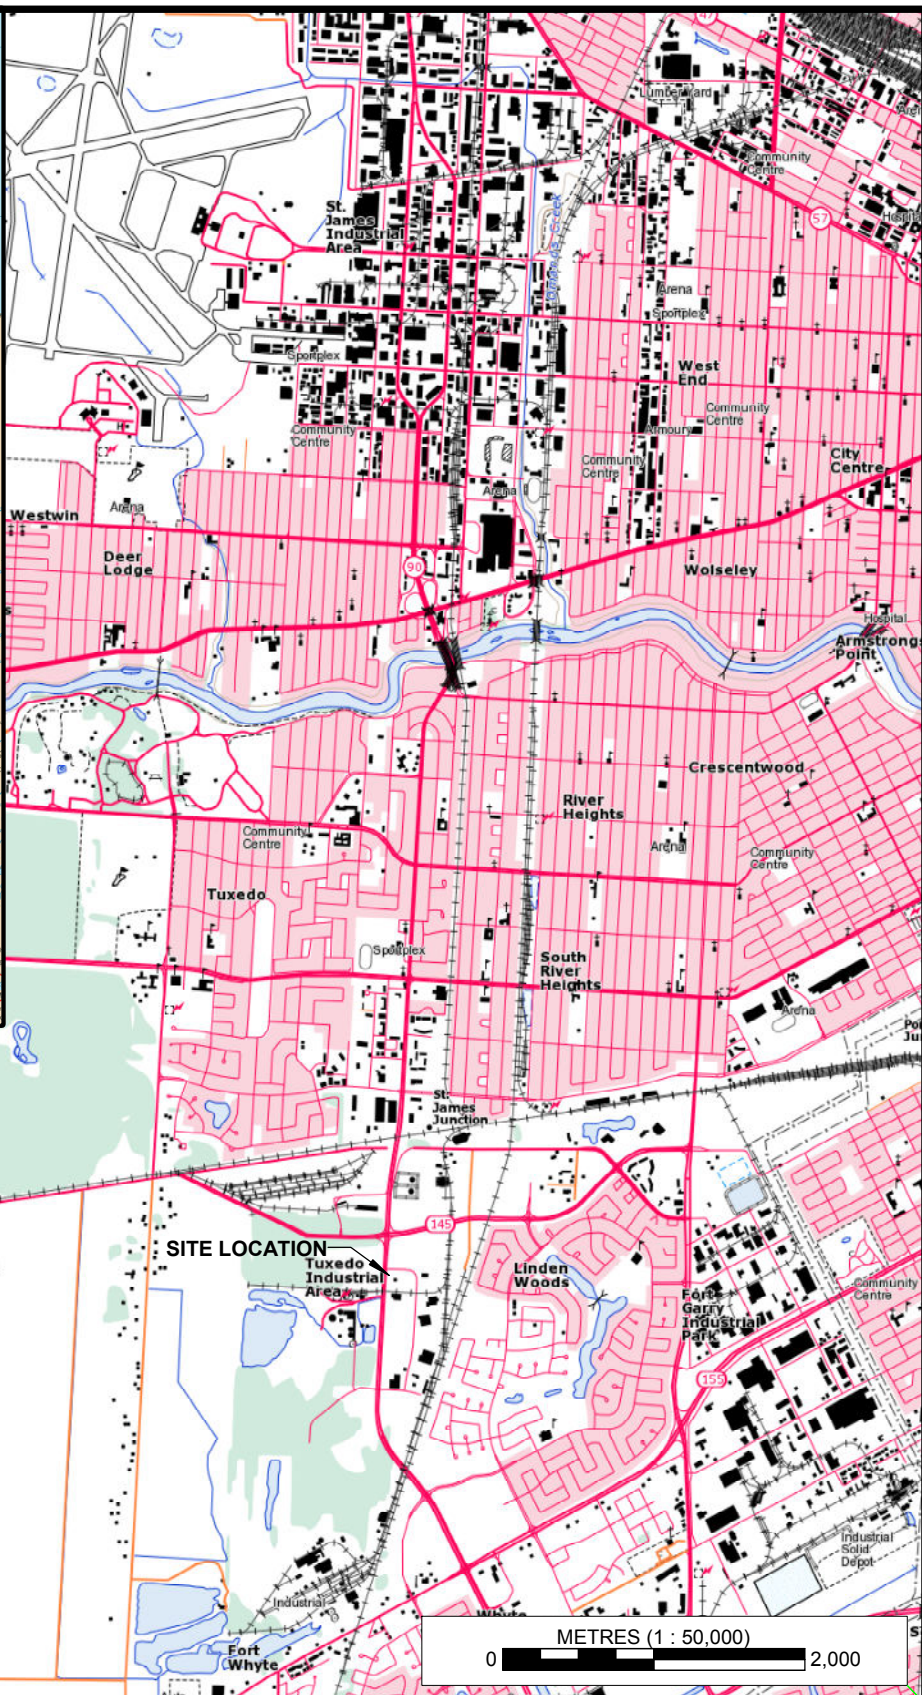 47
Lumber Yard
Community
Centre
57
St.
James
Industrial
Area
Omands Creek
Arena
Sportplex
Sportplex
West
End
Community
Centre
Community
Centre
Armoury
Community
Centre
City
Centre
H
Arena
Arena
Westwin
Deer
Lodge
90
Wolseley
Hospital
Armstrong
Point
Crescentwood
River
Heights
Community
Centre
Arena
Community
Centre
Tuxedo
Sportplex
South
River
Heights
Arena
St.
James
Junction
145
SITE LOCATION
Tuxedo
Industrial
Area
Linden
Woods
Fort
Garry
Industrial
Park
Community
Centre
155
Industrial
Solid
Depot
Industrial
Fort
Whyte
Whyte
METRES (1 : 50,000)
0
2,000